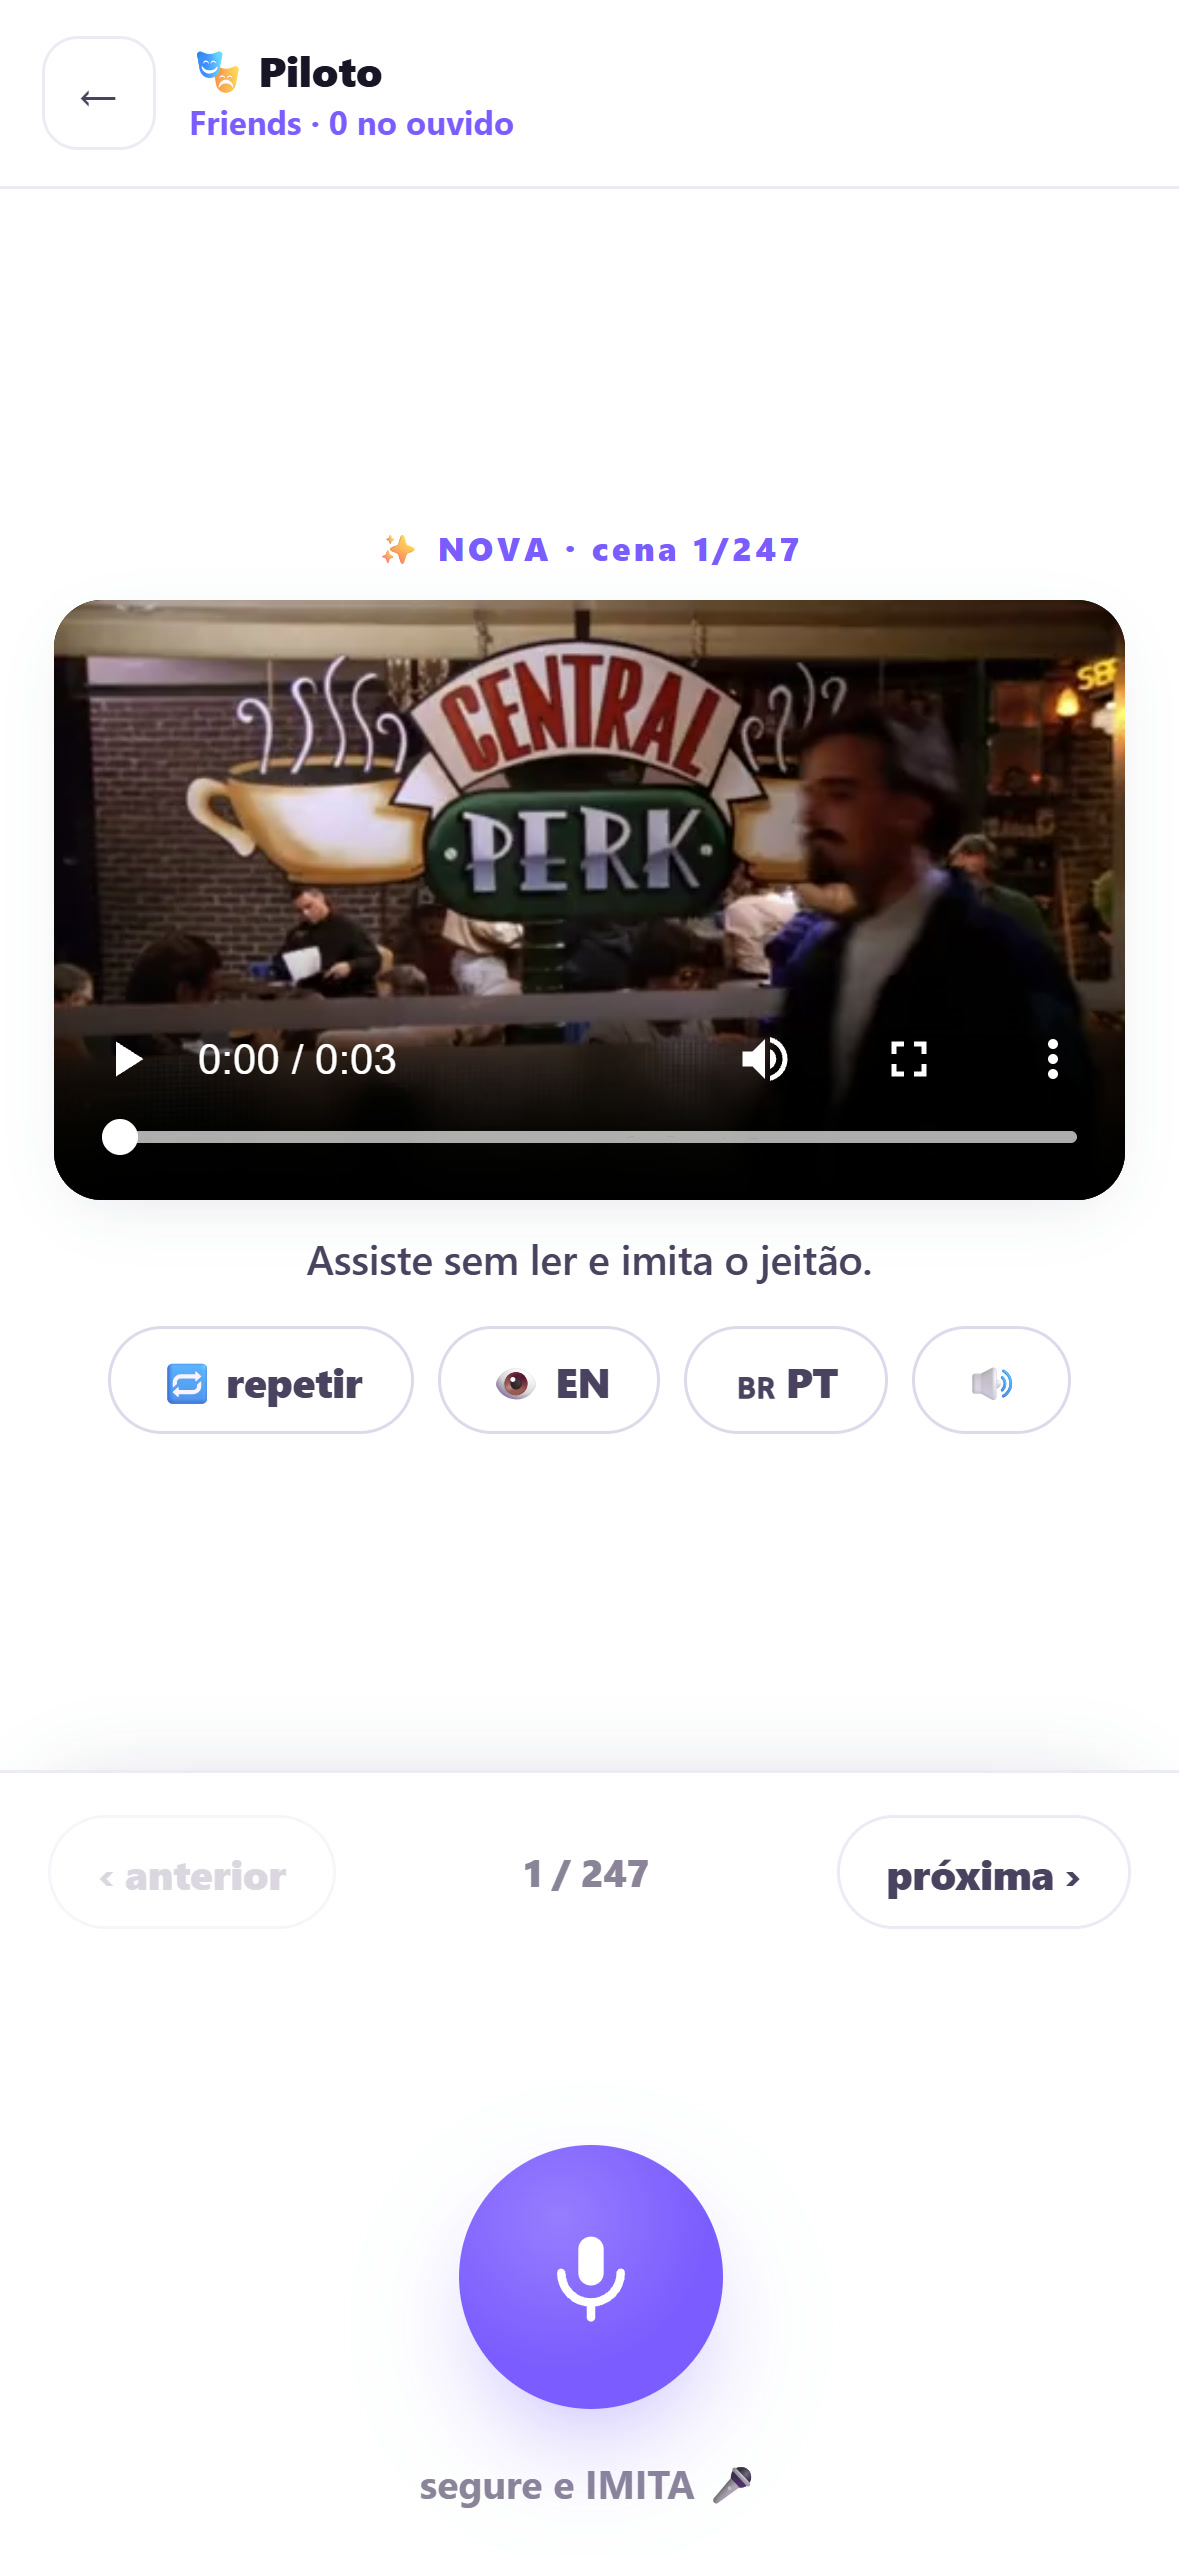 ←
🎭 Piloto
Friends · 0 no ouvido
✨ NOVA · cena 1/247
CENTRAL
PERK
0:00 / 0:03
Assiste sem ler e imita o jeitão.
🔁 repetir
👁️ EN
BR PT
🔊
‹ anterior
1 / 247
próxima ›
segure e IMITA 🎤